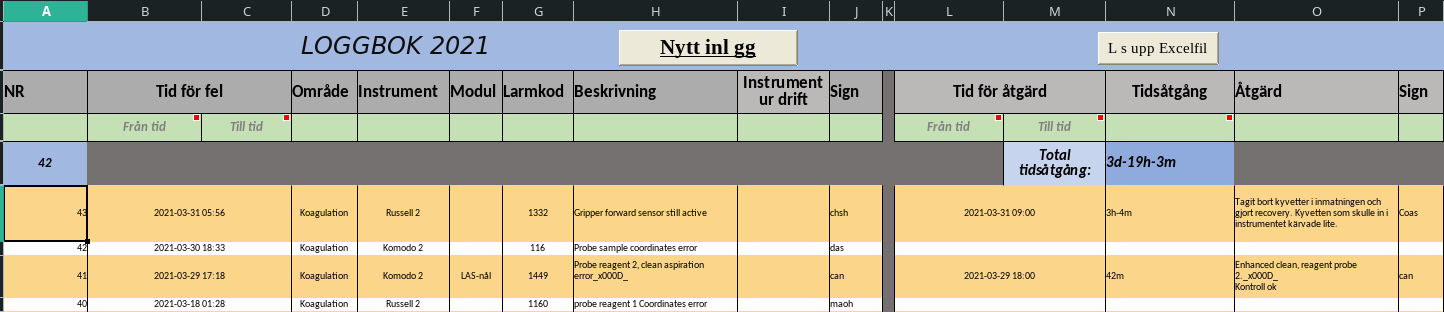 A B C D E F G H I J K L M N O P
LOGGBOK 2021 Nytt inl gg L s upp Excelfil
NR Tid för fel Område Instrument Modul Larmkod Beskrivning Instrument Sign Tid för åtgärd Tidsåtgång Åtgärd Sign
ur drift
Från tid Till tid Från tid Till tid
42 Total 3d-19h-3m
tidsåtgång:
43 2021-03-31 05:56 Koagulation Russell 2 1332 Gripper forward sensor still active chsh 2021-03-31 09:00 3h-4m Tagit bort kyvetter i inmatningen och Coas
gjort recovery. Kyvetten som skulle in i
instrumentet kärvade lite.
42 2021-03-30 18:33 Koagulation Komodo 2 116 Probe sample coordinates error das
41 2021-03-29 17:18 Koagulation Komodo 2 LAS-nål 1449 Probe reagent 2, clean aspiration can 2021-03-29 18:00 42m Enhanced clean, reagent probe can
error_x000D_ 2._x000D_
Kontroll ok
40 2021-03-18 01:28 Koagulation Russell 2 1160 probe reagent 1 Coordinates error maoh